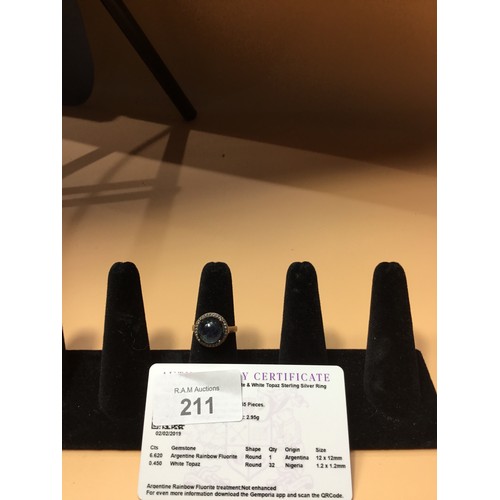 Y CERTIFICATE
& White Topaz Sterling Silver Ring
R.A.M Auctions
211
Pieces.
2.95g
02/02/2019
Cts Gemstone Shape Qty Origin Size
6.620 Argentine Rainbow Fluorite Round 1 Argentina 12 x 12mm
0.450 White Topaz Round 32 Nigeria 1.2 x 1.2mm
Argentine Rainbow Fluorite treatment:Not enhanced
For even more information download the Gemporia app and scan the QRCode.